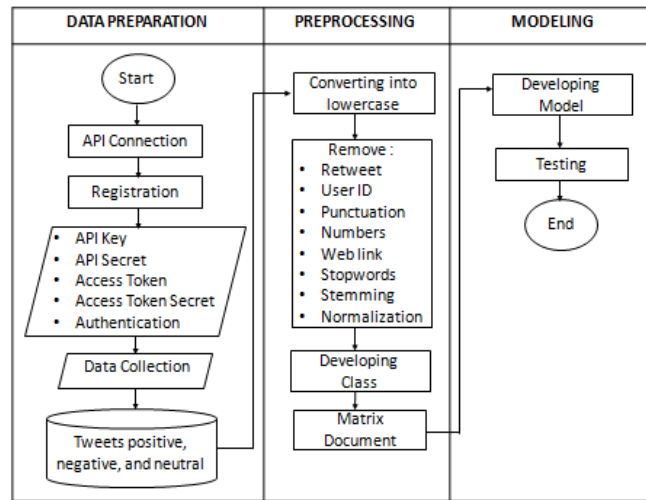 DATA PREPARATION
Start
API Connection
Registration
• API Key
• API Secret
• Access Token
• Access Token Secret
• Authentication
Data Collection
Tweets positive,
negative, and neutral
PREPROCESSING
Converting into
lowercase
Remove :
• Retweet
• User ID
• Punctuation
• Numbers
• Web link
• Stopwords
• Stemming
• Normalization
Developing
Class
Matrix
Document
MODELING
Developing
Model
Testing
End